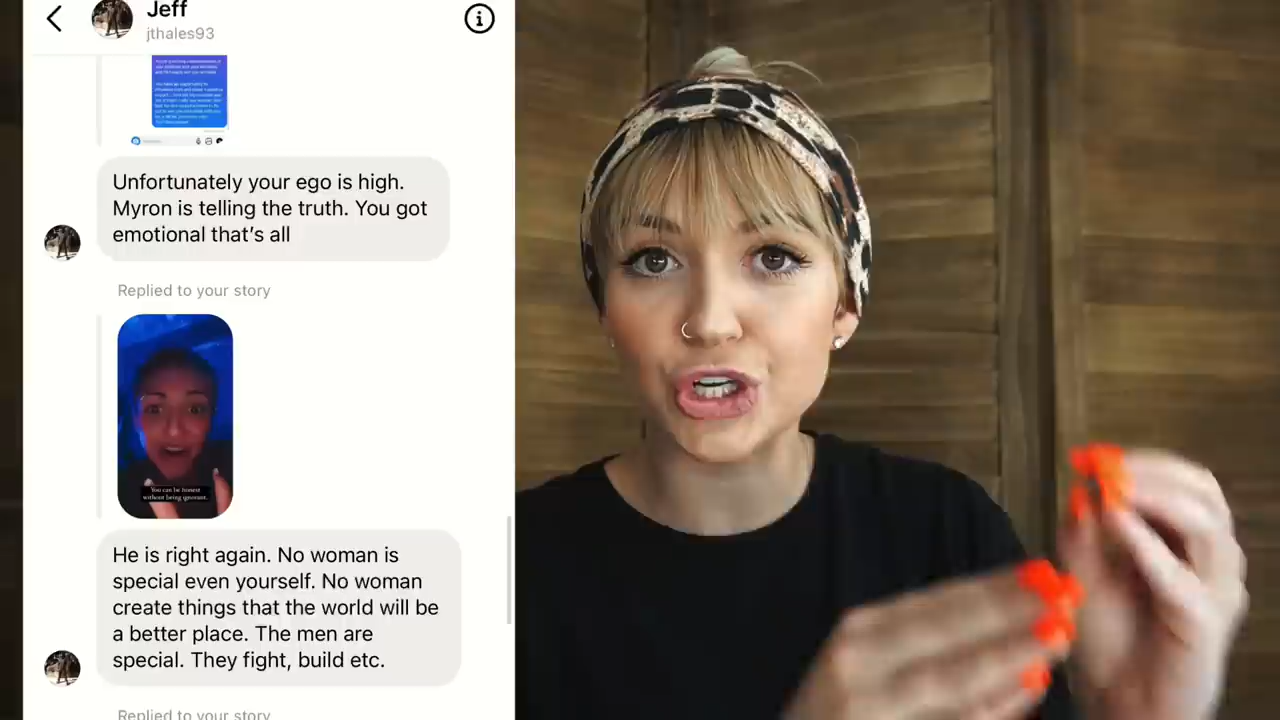 Jeff
jthales93
Unfortunately your ego is high.
Myron is telling the truth. You got
emotional that's all
Replied to your story
You can be honest
without being ignorant.
He is right again. No woman is
special even yourself. No woman
create things that the world will be
a better place. The men are
special. They fight, build etc.
Replied to your story